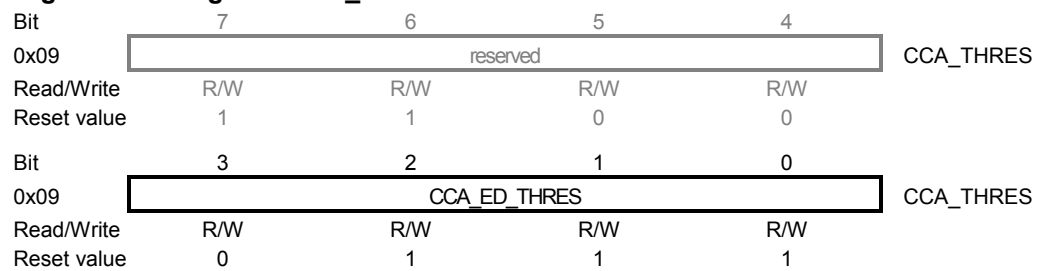 Bit 7 6 5 4
0x09 reserved CCA_THRES
Read/Write R/W R/W R/W R/W
Reset value 1 1 0 0
Bit 3 2 1 0
0x09 CCA_ED_THRES CCA_THRES
Read/Write R/W R/W R/W R/W
Reset value 0 1 1 1